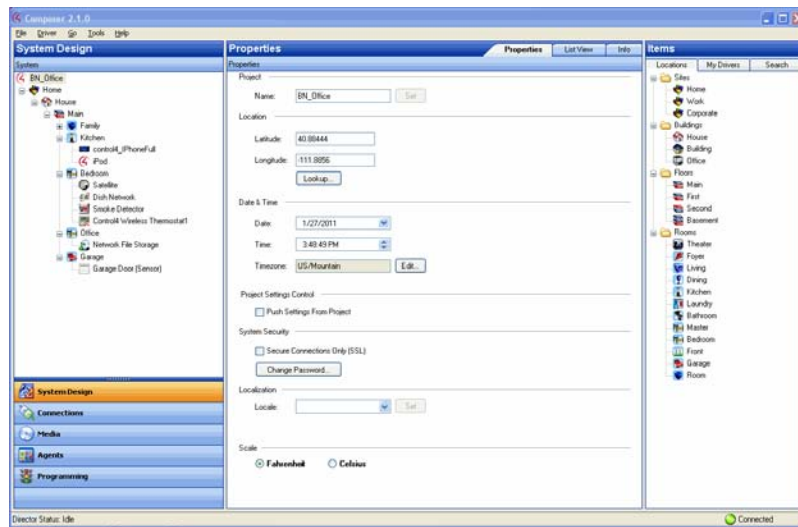 Composer 2.1.0
File Driver Go Tools Help
System Design
System
BN_Office
Home
House
Main
Family
Kitchen
control4_IPhoneFull
iPod
Bedroom
Satellite
Dish Network
Smoke Detector
Control4 Wireless Thermostat1
Office
Network File Storage
Garage
Garage Door (Sensor)
System Design
Connections
Media
Agents
Programming
Properties
Properties List View Info
Properties
Project
Name: BN_Office Set
Location
Latitude: 40.88444
Longitude: -111.8856
Lookup...
Date & Time
Date: 1/27/2011
Time: 3:48:49 PM
Timezone: US/Mountain Edit...
Project Settings Control
Push Settings From Project
System Security
Secure Connections Only (SSL)
Change Password...
Localization
Locale: Set
Scale
Fahrenheit Celsius
Items
Locations My Drivers Search
Sites
Home
Work
Corporate
Buildings
House
Building
Office
Floors
Main
First
Second
Basement
Rooms
Theater
Foyer
Living
Dining
Kitchen
Laundry
Bathroom
Master
Bedroom
Front
Garage
Room
Director Status: Idle
Connected